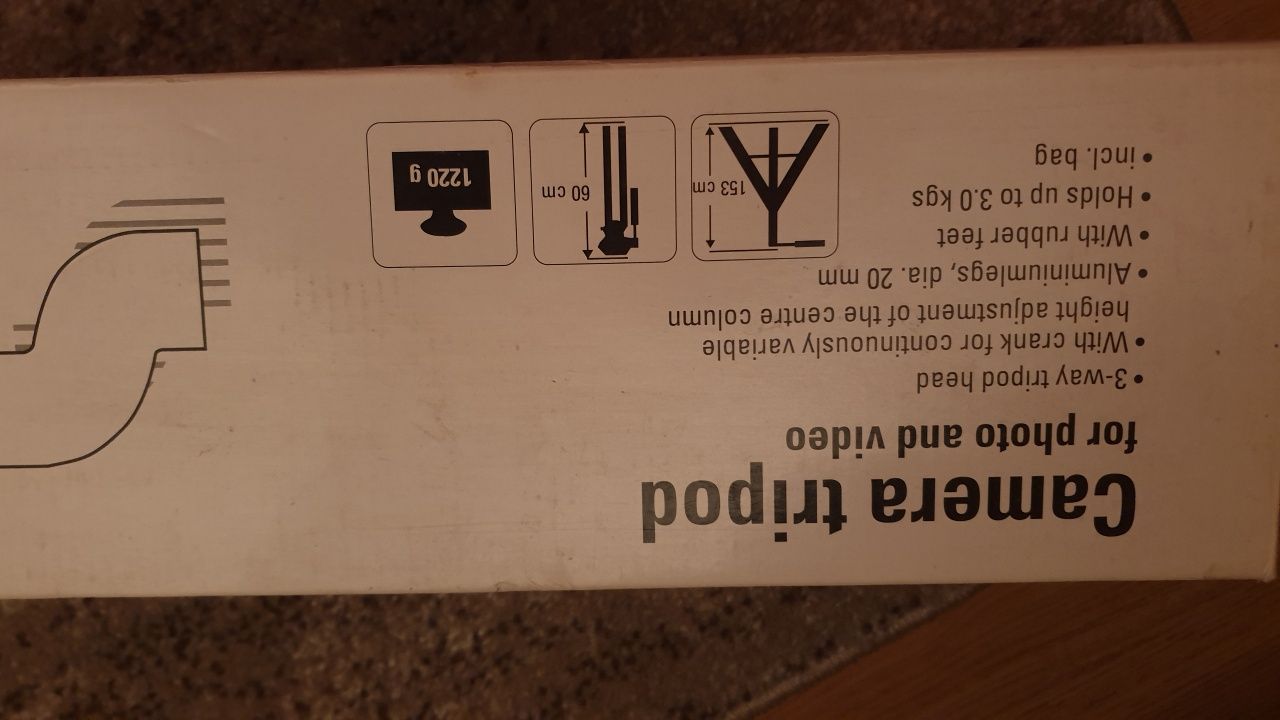 Camera tripod
for photo and video
• 3-way tripod head
• With crank for continuously variable
height adjustment of the centre column
• Aluminiumlegs, dia. 20 mm
• With rubber feet
• Holds up to 3.0 kgs
• incl. bag
153 cm
60 cm
1220 g